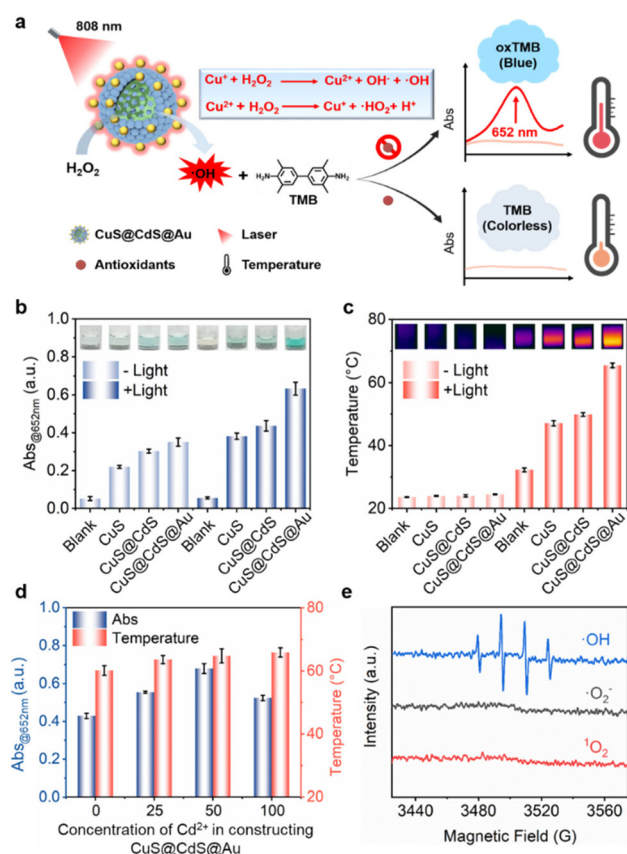 a
808 nm
H₂O₂
Cu⁺ + H₂O₂ → Cu²⁺ + OH⁻ + ·OH
Cu²⁺ + H₂O₂ → Cu⁺ + ·HO₂ + H⁺
·OH
+
H₂N
NH₂
TMB
oxTMB
(Blue)
Abs
652 nm
TMB
(Colorless)
Abs
CuS@CdS@Au
Laser
Antioxidants
Temperature
b
Abs@652nm (a.u.)
1.0
0.8
0.6
0.4
0.2
0.0
- Light
+Light
Blank
CuS
CuS@CdS
CuS@CdS@Au
Blank
CuS
CuS@CdS
CuS@CdS@Au
c
Temperature (°C)
80
60
40
20
- Light
+Light
Blank
CuS
CuS@CdS
CuS@CdS@Au
Blank
CuS
CuS@CdS
CuS@CdS@Au
d
Abs@652nm (a.u.)
1.0
0.8
0.6
0.4
0.2
0.0
Abs
Temperature
80
60
40
20
Temperature (°C)
0 25 50 100
Concentration of Cd²⁺ in constructing
CuS@CdS@Au
e
Intensity (a.u.)
·OH
·O₂⁻
¹O₂
3440 3480 3520 3560
Magnetic Field (G)